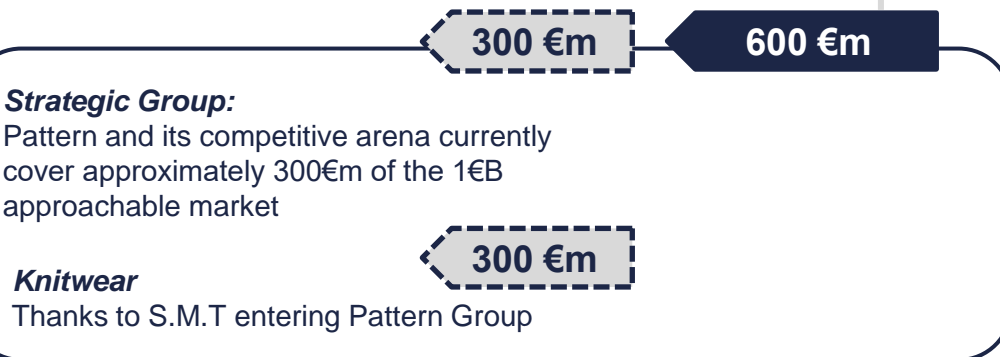 300 €m
600 €m
Strategic Group:
Pattern and its competitive arena currently
cover approximately 300€m of the 1€B
approachable market
300 €m
Knitwear
Thanks to S.M.T entering Pattern Group